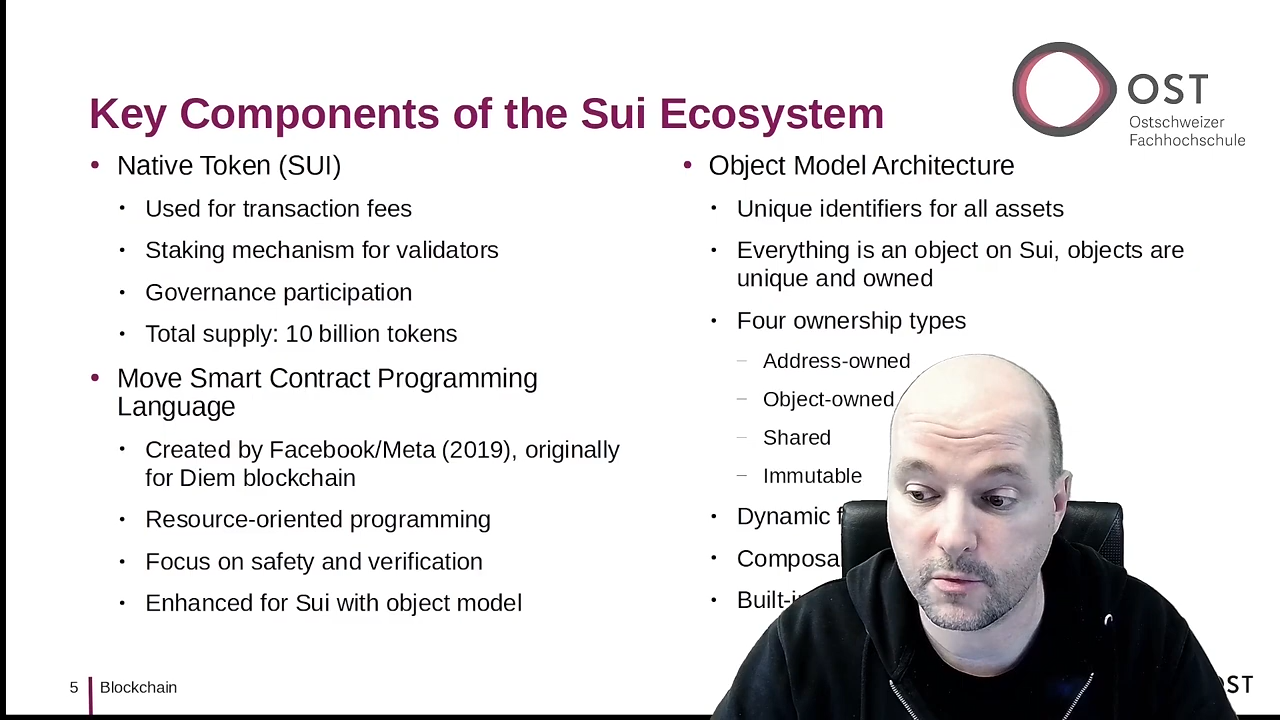 OST
Ostschweizer
Fachhochschule
Key Components of the Sui Ecosystem
Native Token (SUI)
Used for transaction fees
Staking mechanism for validators
Governance participation
Total supply: 10 billion tokens
Move Smart Contract Programming
Language
Created by Facebook/Meta (2019), originally
for Diem blockchain
Resource-oriented programming
Focus on safety and verification
Enhanced for Sui with object model
Object Model Architecture
Unique identifiers for all assets
Everything is an object on Sui, objects are
unique and owned
Four ownership types
Address-owned
Object-owned
Shared
Immutable
Dynamic
5 Blockchain